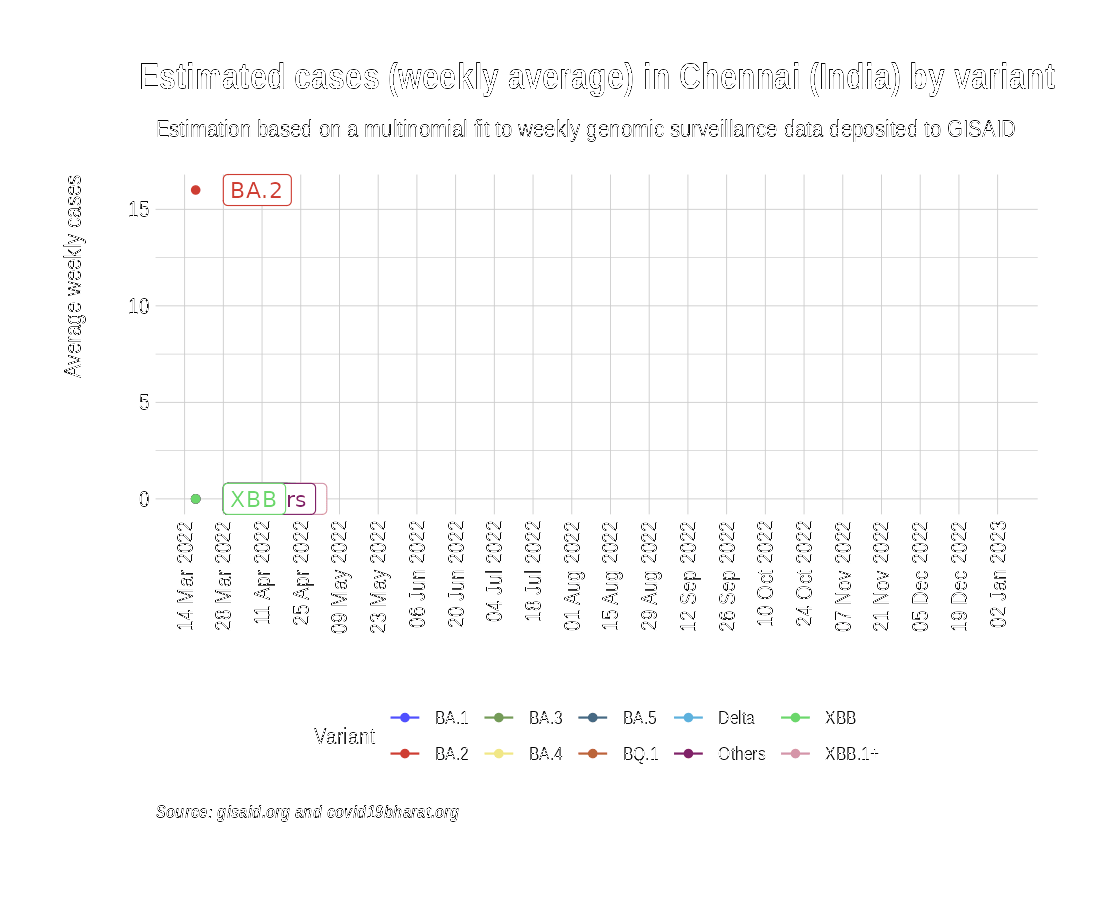 Estimated cases (weekly average) in Chennai (India) by variant
Estimation based on a multinomial fit to weekly genomic surveillance data deposited to GISAID
Average weekly cases
15
10
5
0
BA.2
XBB rs
14 Mar 2022
28 Mar 2022
11 Apr 2022
25 Apr 2022
09 May 2022
23 May 2022
06 Jun 2022
20 Jun 2022
04 Jul 2022
18 Jul 2022
01 Aug 2022
15 Aug 2022
29 Aug 2022
12 Sep 2022
26 Sep 2022
10 Oct 2022
24 Oct 2022
07 Nov 2022
21 Nov 2022
05 Dec 2022
19 Dec 2022
02 Jan 2023
Variant
BA.1 BA.3 BA.5 Delta XBB
BA.2 BA.4 BQ.1 Others XBB.1+
Source: gisaid.org and covid19bharat.org